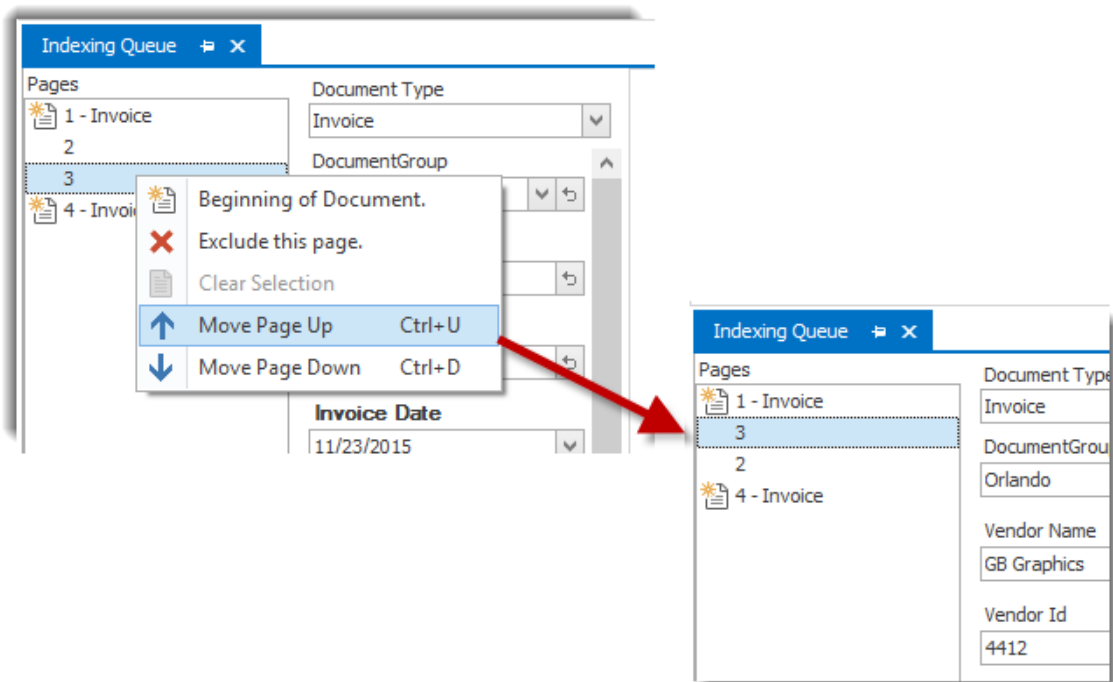 Indexing Queue
Pages
1 - Invoice
2
3
4 - Invoi
Document Type
Invoice
DocumentGroup
Beginning of Document.
Exclude this page.
Clear Selection
Move Page Up Ctrl+U
Move Page Down Ctrl+D
Invoice Date
11/23/2015
Indexing Queue
Pages
1 - Invoice
3
2
4 - Invoice
Document Type
Invoice
DocumentGrou
Orlando
Vendor Name
GB Graphics
Vendor Id
4412